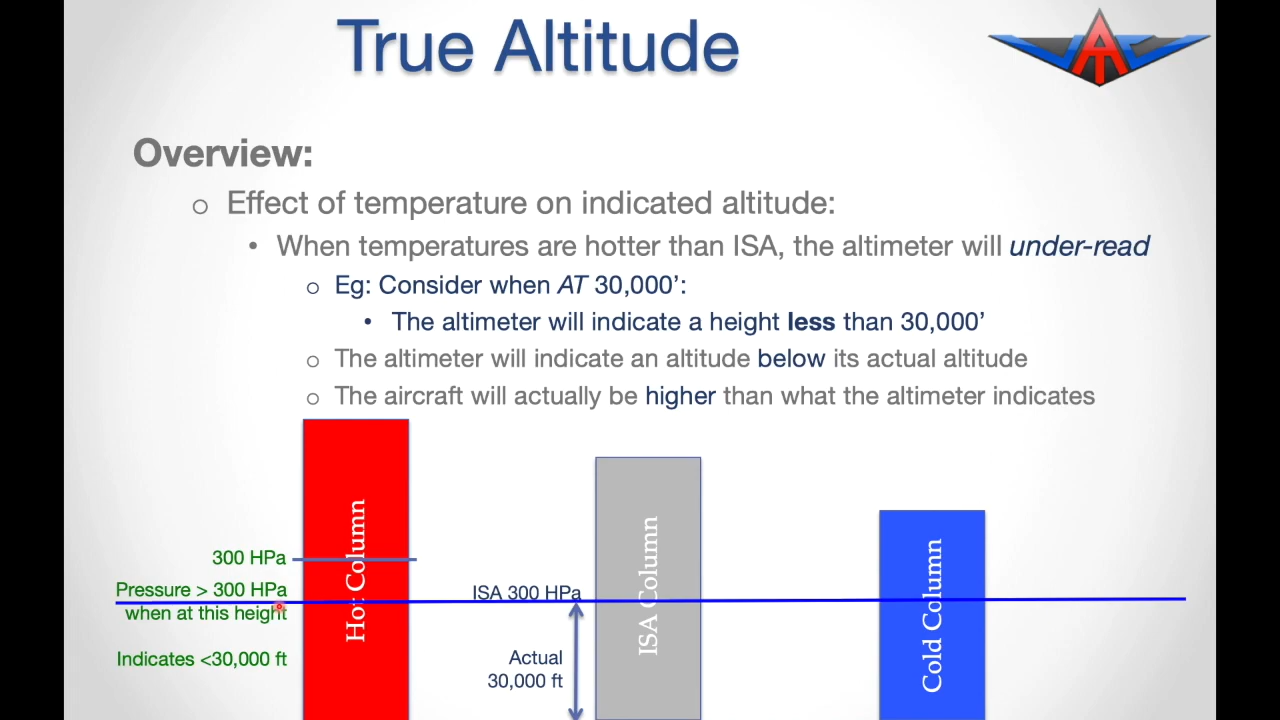 True Altitude
Overview:
Effect of temperature on indicated altitude:
When temperatures are hotter than ISA, the altimeter will under-read
Eg: Consider when AT 30,000’:
The altimeter will indicate a height less than 30,000’
The altimeter will indicate an altitude below its actual altitude
The aircraft will actually be higher than what the altimeter indicates
300 HPa
Pressure > 300 HPa
when at this height
Indicates <30,000 ft
Hot Column
ISA 300 HPa
Actual
30,000 ft
ISA Column
Cold Column